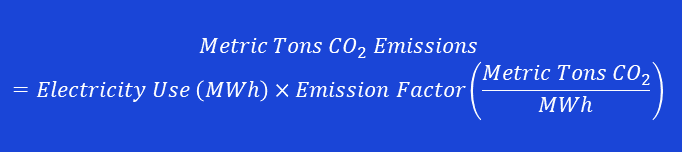 Metric Tons CO₂ Emissions
= Electricity Use (MWh) × Emission Factor (Metric Tons CO₂ / MWh)